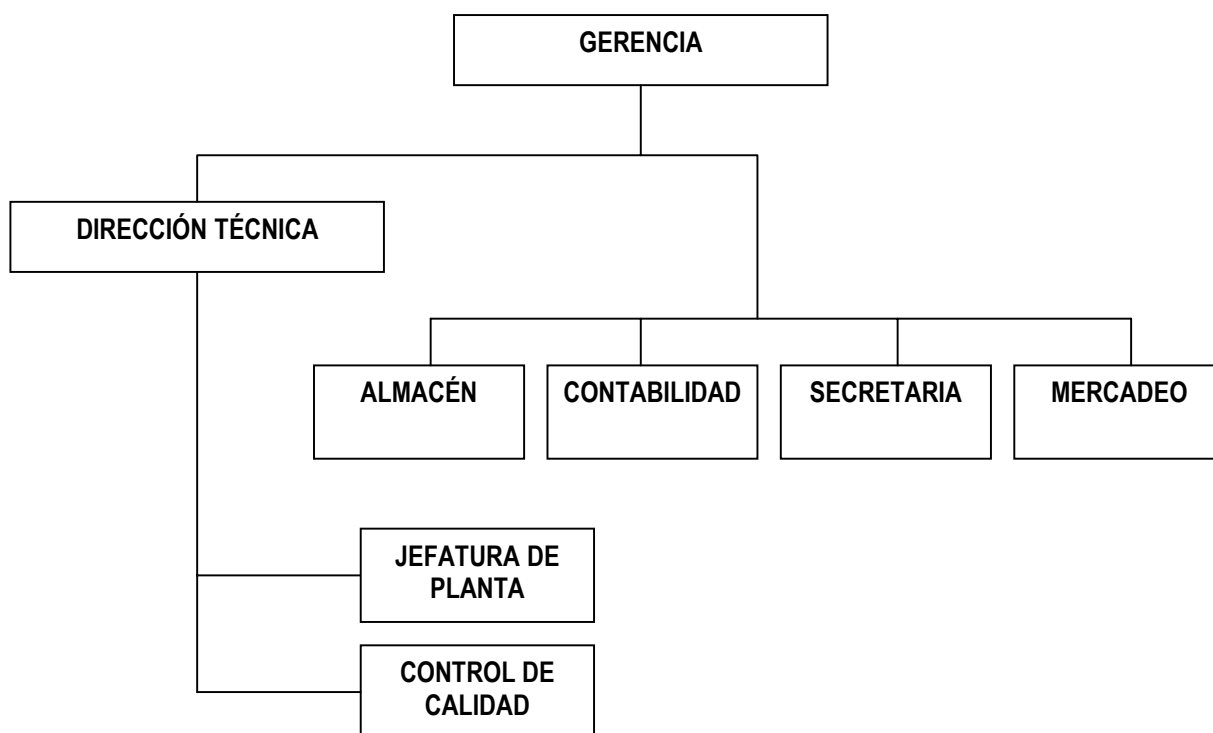 GERENCIA
DIRECCIÓN TÉCNICA
ALMACÉN
CONTABILIDAD
SECRETARIA
MERCADEO
JEFATURA DE
PLANTA
CONTROL DE
CALIDAD